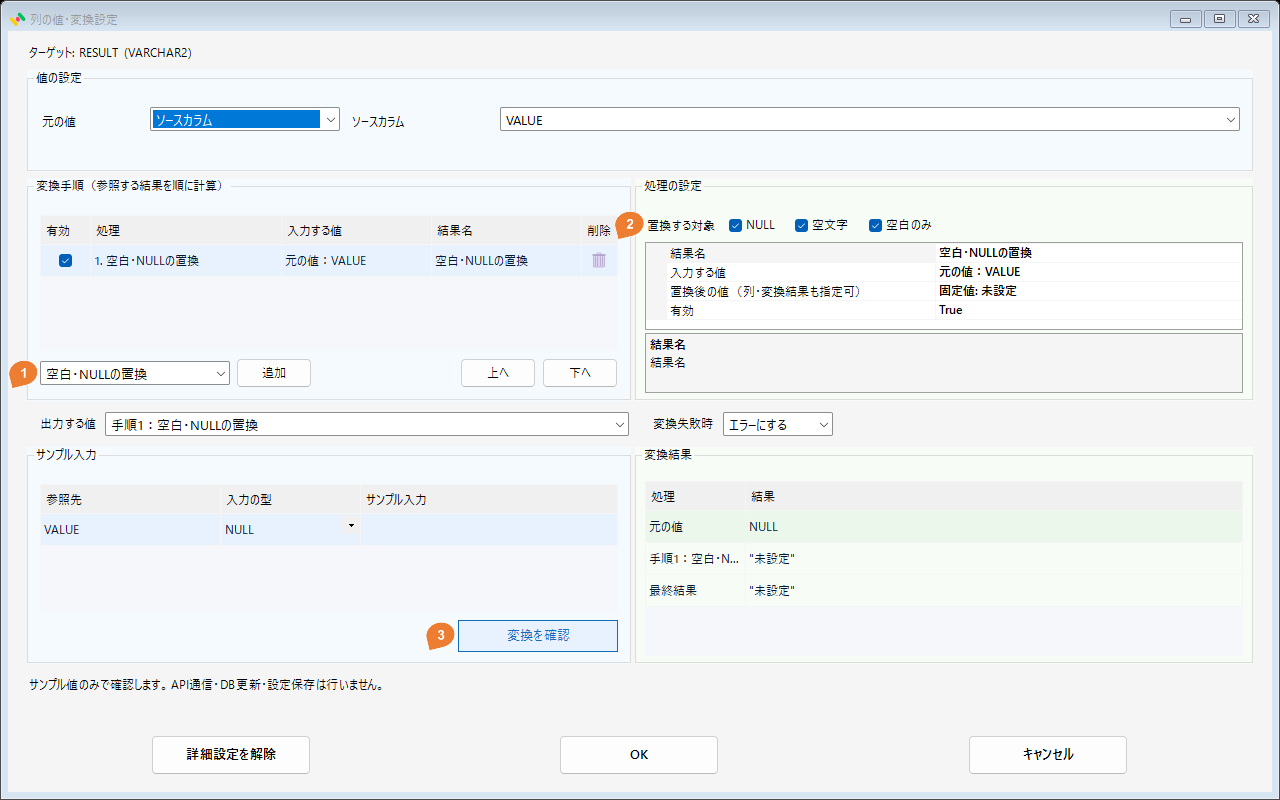 列の値・変換設定
ターゲット: RESULT (VARCHAR2)
値の設定
元の値 ソースカラム ソースカラム VALUE
変換手順（参照する結果を順に計算）
有効 処理 入力する値 結果名 削除
1. 空白・NULLの置換 元の値：VALUE 空白・NULLの置換
1 空白・NULLの置換 追加 上へ 下へ
処理の設定
2 置換する対象 NULL 空文字 空白のみ
結果名 空白・NULLの置換
入力する値 元の値：VALUE
置換後の値（列・変換結果も指定可） 固定値: 未設定
有効 True
結果名
結果名
出力する値 手順1：空白・NULLの置換 変換失敗時 エラーにする
サンプル入力
参照先 入力の型 サンプル入力
VALUE NULL
3 変換を確認
変換結果
処理 結果
元の値 NULL
手順1：空白・N... "未設定"
最終結果 "未設定"
サンプル値のみで確認します。API通信・DB更新・設定保存は行いません。
詳細設定を解除 OK キャンセル